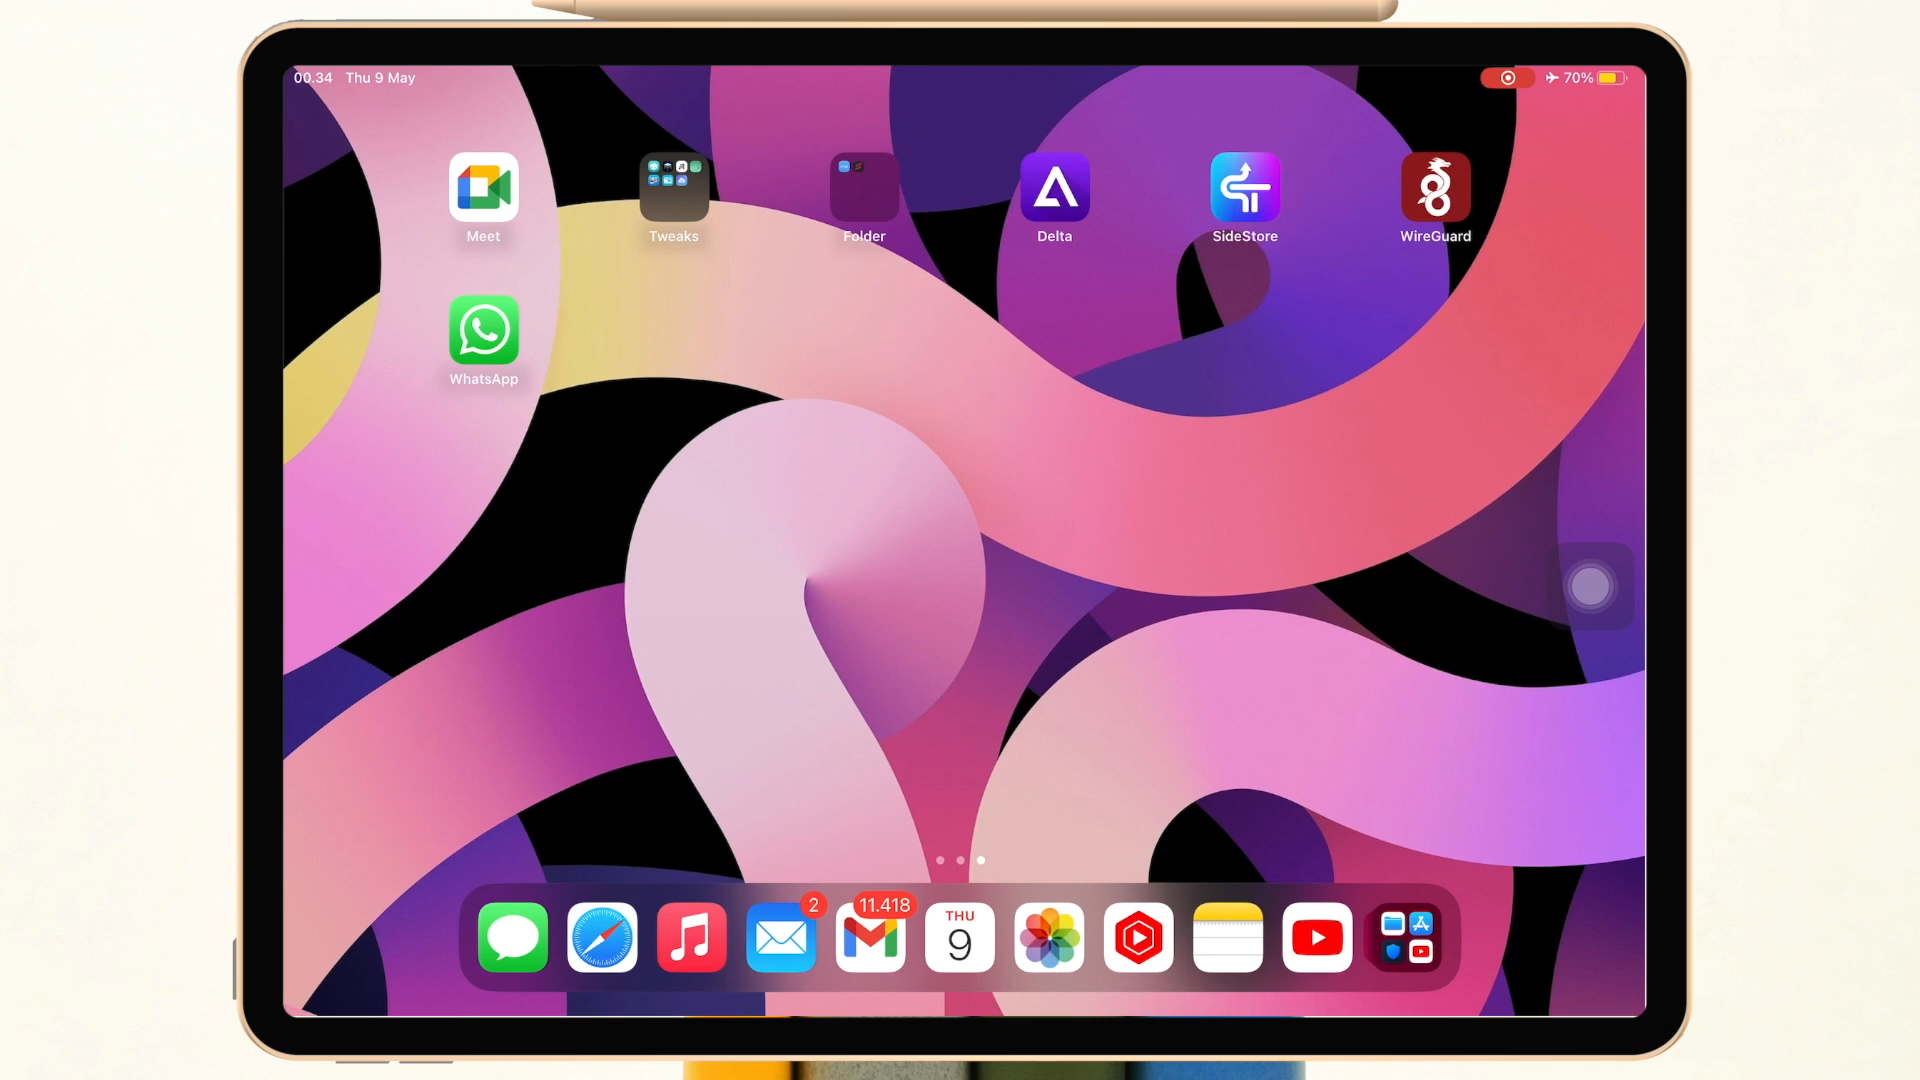 00.34 Thu 9 May
70%
Meet
Tweaks
Folder
Delta
SideStore
WireGuard
WhatsApp
2
11.418
THU
9